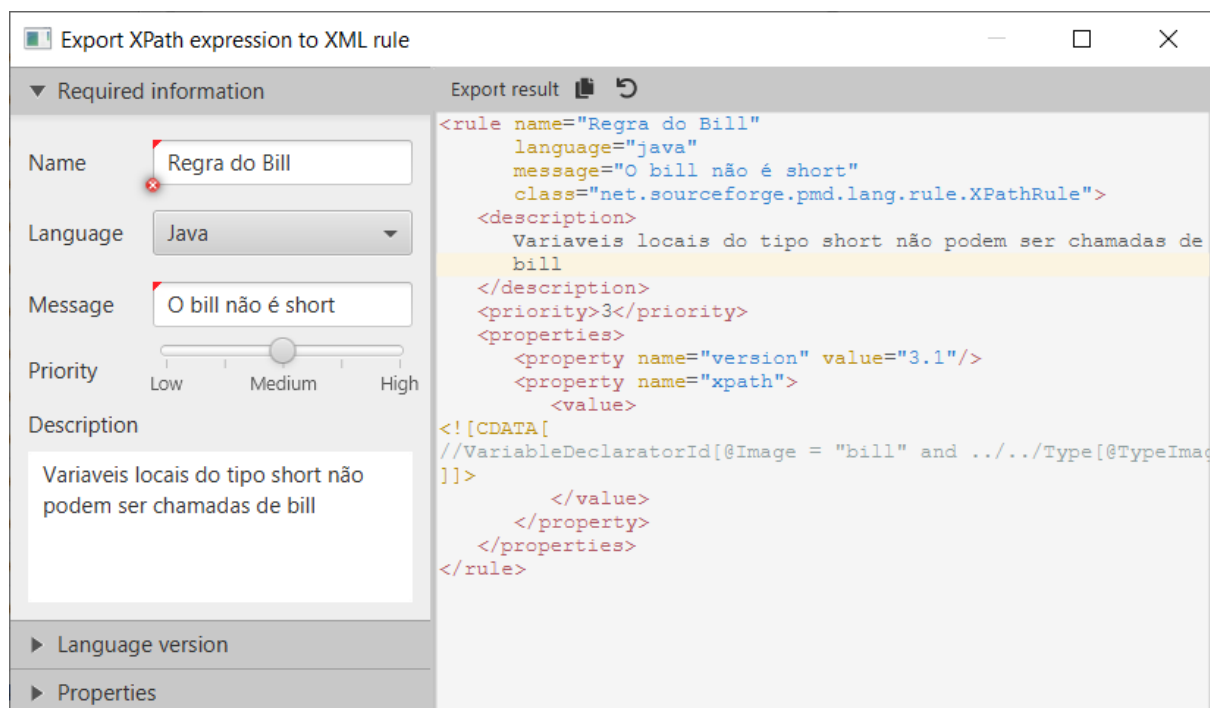 Export XPath expression to XML rule
Required information
Name
Regra do Bill
Language
Java
Message
O bill não é short
Priority
Low
Medium
High
Description
Variaveis locais do tipo short não
podem ser chamadas de bill
Language version
Properties
Export result
<rule name="Regra do Bill"
language="java"
message="O bill não é short"
class="net.sourceforge.pmd.lang.rule.XPathRule">
<description>
Variaveis locais do tipo short não podem ser chamadas de
bill
</description>
<priority>3</priority>
<properties>
<property name="version" value="3.1"/>
<property name="xpath">
<value>
<![CDATA[
//VariableDeclaratorId[@Image = "bill" and ../../Type[@TypeImag
]]>
</value>
</property>
</properties>
</rule>